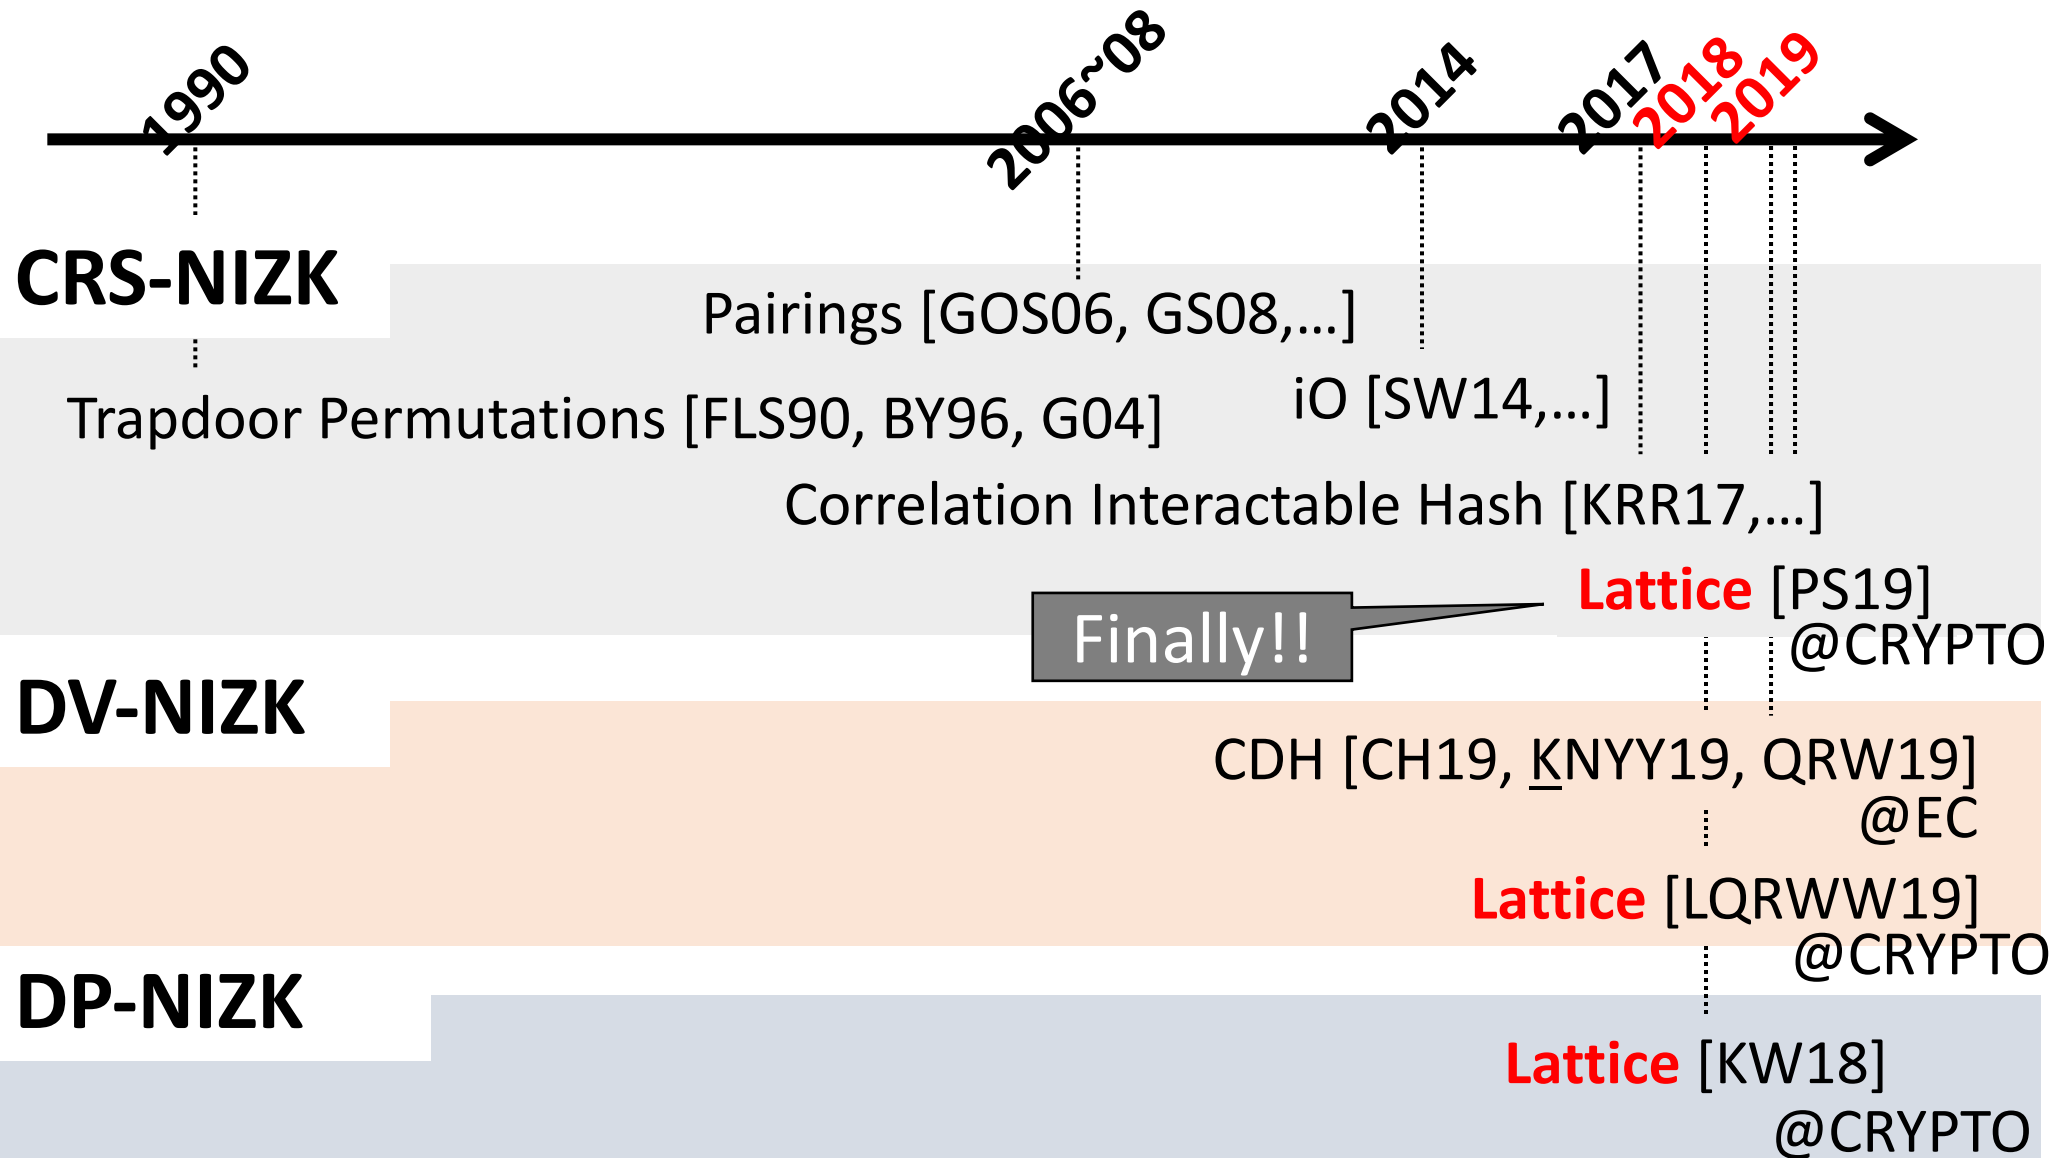 1990
2006~08
2014
2017
2018
2019
CRS-NIZK
Pairings [GOS06, GS08,…]
iO [SW14,…]
Trapdoor Permutations [FLS90, BY96, G04]
Correlation Interactable Hash [KRR17,…]
Lattice [PS19]
@CRYPTO
Finally!!
DV-NIZK
CDH [CH19, KNYY19, QRW19]
@EC
Lattice [LQRWW19]
@CRYPTO
DP-NIZK
Lattice [KW18]
@CRYPTO